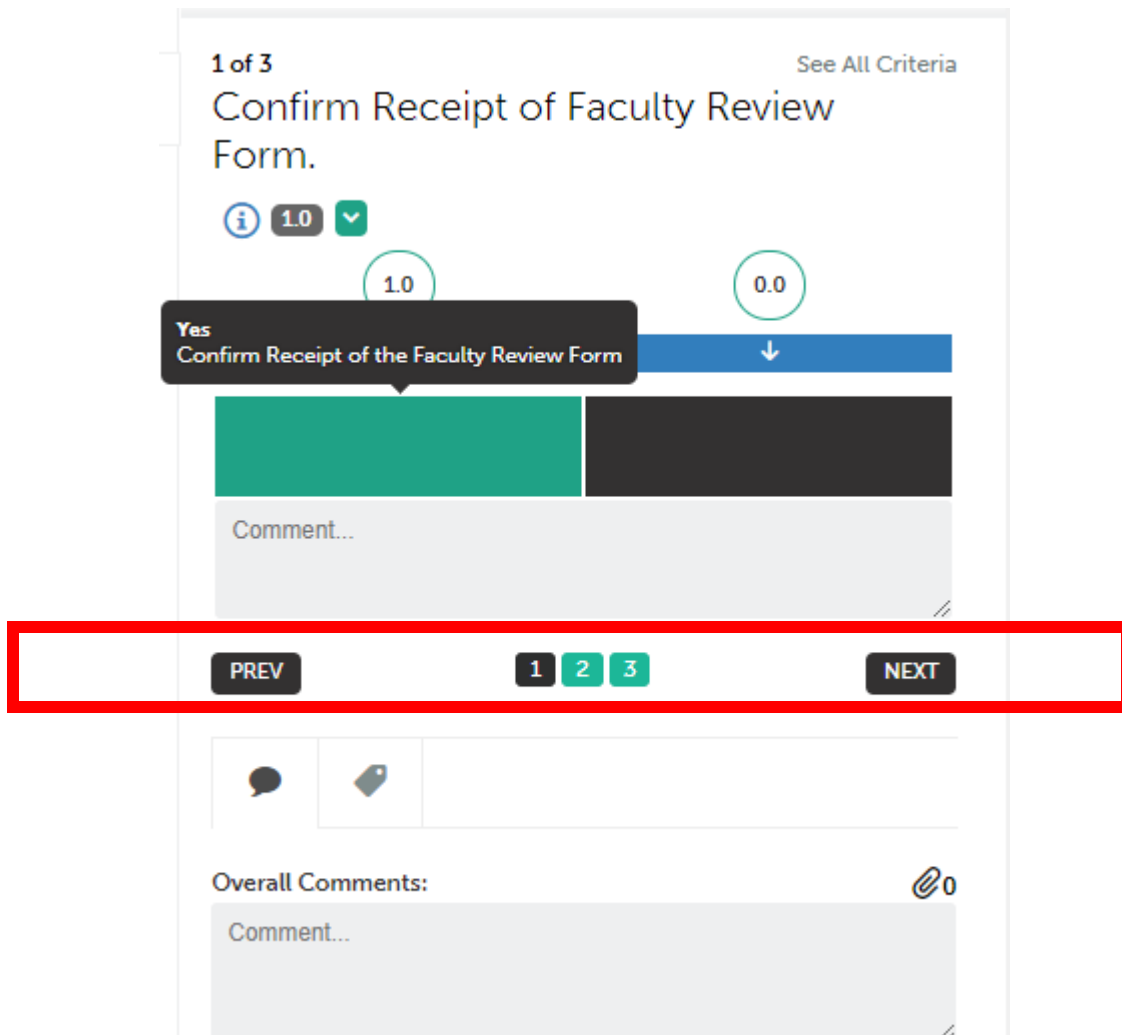 1 of 3
See All Criteria
Confirm Receipt of Faculty Review
Form.
1.0
1.0
0.0
Yes
Confirm Receipt of the Faculty Review Form
Comment...
PREV
1 2 3
NEXT
Overall Comments:
0
Comment...